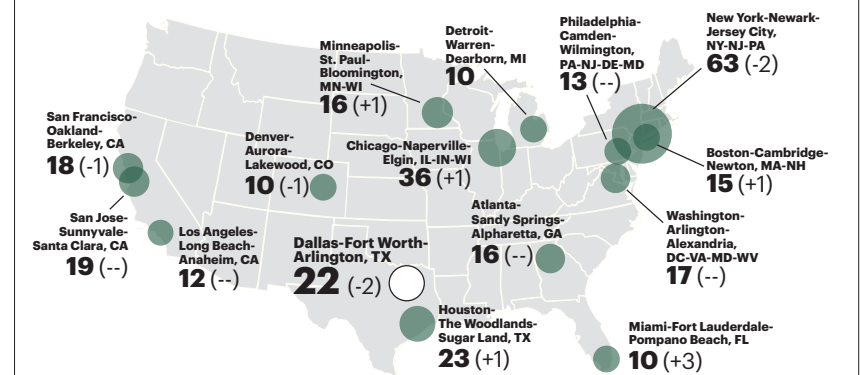 Minneapolis-
St. Paul-
Bloomington,
MN-WI
16 (+1)
Detroit-
Warren-
Dearborn, MI
10
Philadelphia-
Camden-
Wilmington,
PA-NJ-DE-MD
13 (--)
New York-Newark-
Jersey City,
NY-NJ-PA
63 (-2)
San Francisco-
Oakland-
Berkeley, CA
18 (-1)
Denver-
Aurora-
Lakewood, CO
10 (-1)
Chicago-Naperville-
Elgin, IL-IN-WI
36 (+1)
Boston-Cambridge-
Newton, MA-NH
15 (+1)
San Jose-
Sunnyvale-
Santa Clara, CA
19 (--)
Los Angeles-
Long Beach-
Anaheim, CA
12 (--)
Dallas-Fort Worth-
Arlington, TX
22 (-2)
Atlanta-
Sandy Springs-
Alpharetta, GA
16 (--)
Washington-
Arlington-
Alexandria,
DC-VA-MD-WV
17 (--)
Houston-
The Woodlands-
Sugar Land, TX
23 (+1)
Miami-Fort Lauderdale-
Pompano Beach, FL
10 (+3)